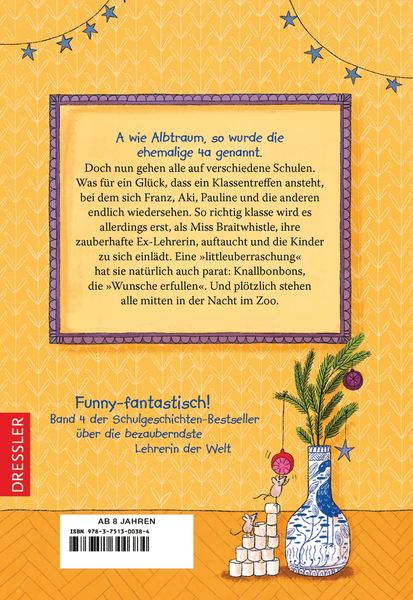 A wie Albtraum, so wurde die
ehemalige 4a genannt.
Doch nun gehen alle auf verschiedene Schulen.
Was für ein Glück, dass ein Klassentreffen ansteht,
bei dem sich Franz, Aki, Pauline und die anderen
endlich wiedersehen. So richtig klasse wird es
allerdings erst, als Miss Braitwhistle, ihre
zauberhafte Ex-Lehrerin, auftaucht und die Kinder
zu sich einlädt. Eine »littleuberraschung«
hat sie natürlich auch parat: Knallbonbons,
die »Wunsche erfullen«. Und plötzlich stehen
alle mitten in der Nacht im Zoo.
Funny-fantastisch!
Band 4 der Schulgeschichten-Bestseller
über die bezauberndste
Lehrerin der Welt
DRESSLER
AB 8 JAHREN
ISBN 978-3-7513-0038-4